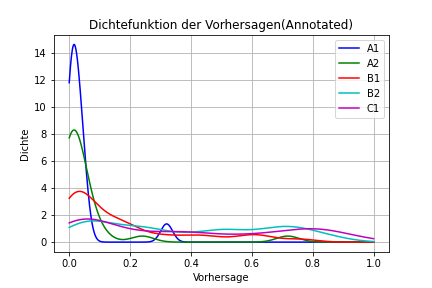 Dichtefunktion der Vorhersagen(Annotated)
A1
A2
B1
B2
C1
Dichte
14
12
10
8
6
4
2
0
0.0 0.2 0.4 0.6 0.8 1.0
Vorhersage